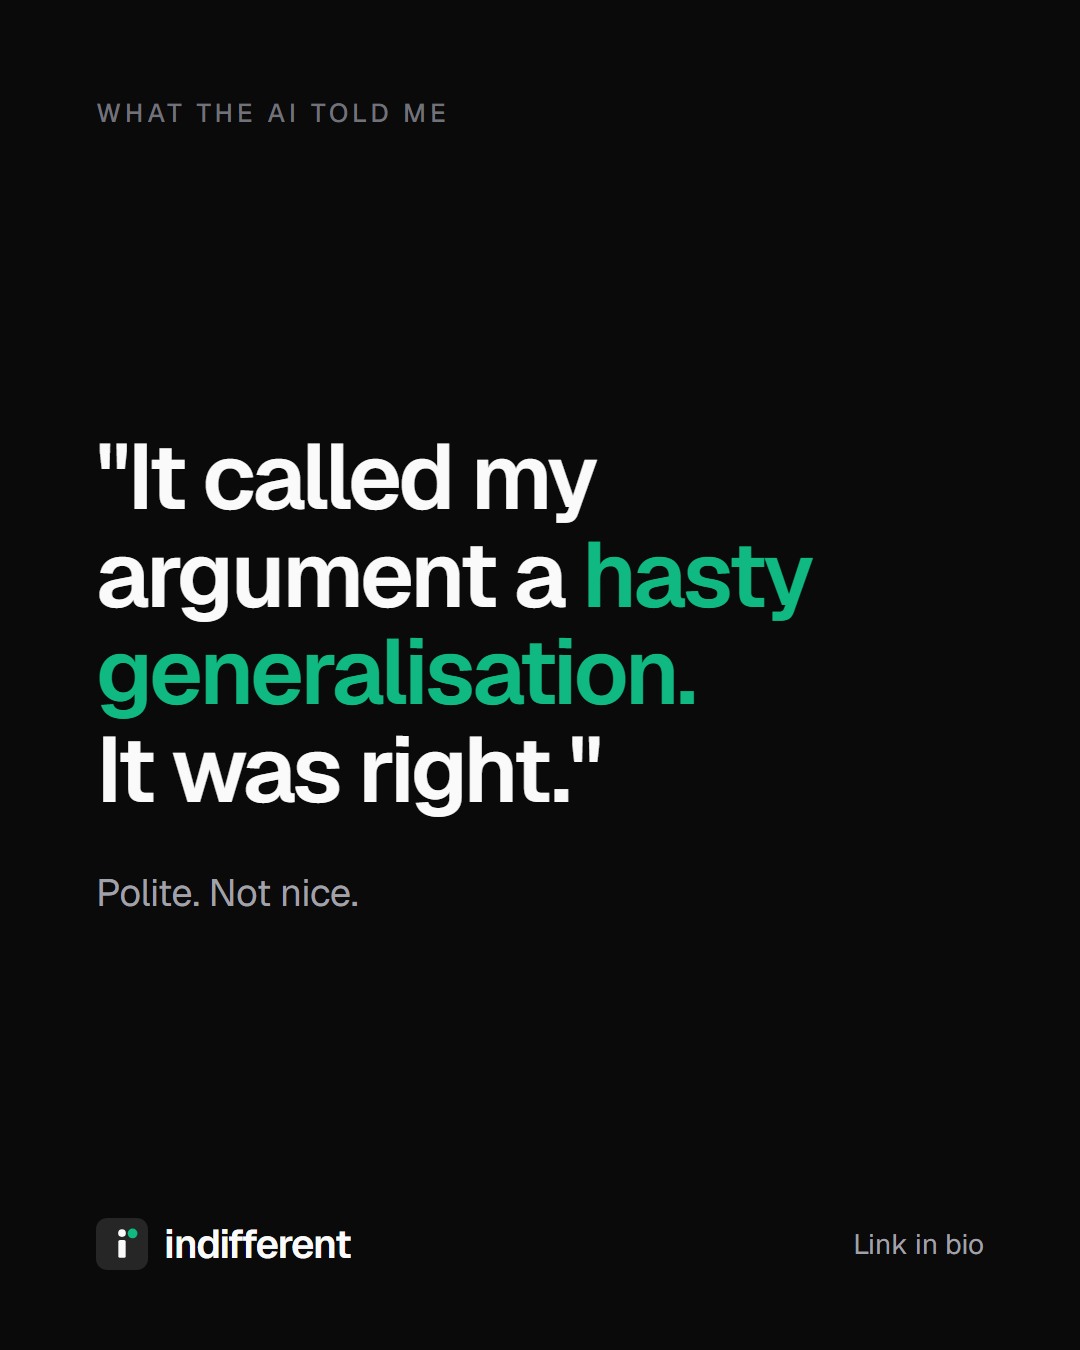 WHAT THE AI TOLD ME
"It called my
argument a hasty
generalisation.
It was right."
Polite. Not nice.
indifferent
Link in bio